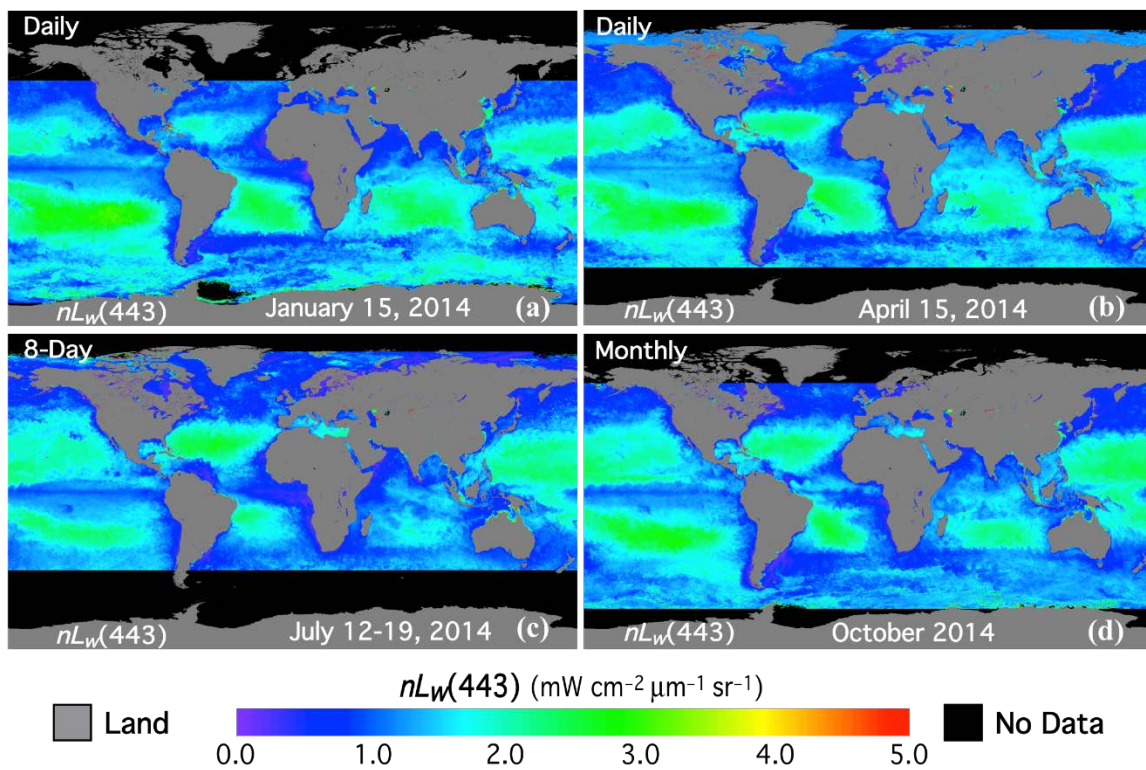 Daily
nLw(443) January 15, 2014 (a)
Daily
nLw(443) April 15, 2014 (b)
8-Day
nLw(443) July 12-19, 2014 (c)
Monthly
nLw(443) October 2014 (d)
nLw(443) (mW cm⁻² μm⁻¹ sr⁻¹)
Land
No Data
0.0 1.0 2.0 3.0 4.0 5.0